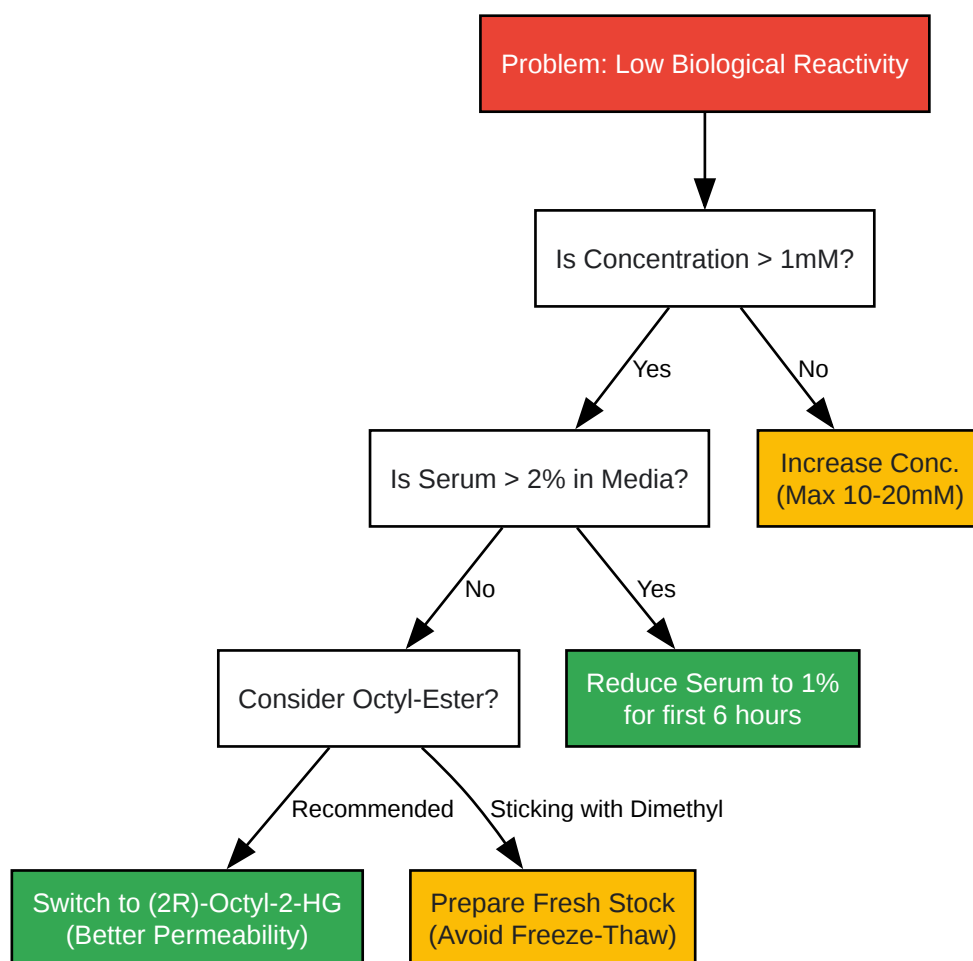 Problem: Low Biological Reactivity
Is Concentration > 1mM?
Yes
No
Is Serum > 2% in Media?
Increase Conc.
(Max 10-20mM)
No
Yes
Consider Octyl-Ester?
Reduce Serum to 1%
for first 6 hours
Recommended
Sticking with Dimethyl
Switch to (2R)-Octyl-2-HG
(Better Permeability)
Prepare Fresh Stock
(Avoid Freeze-Thaw)